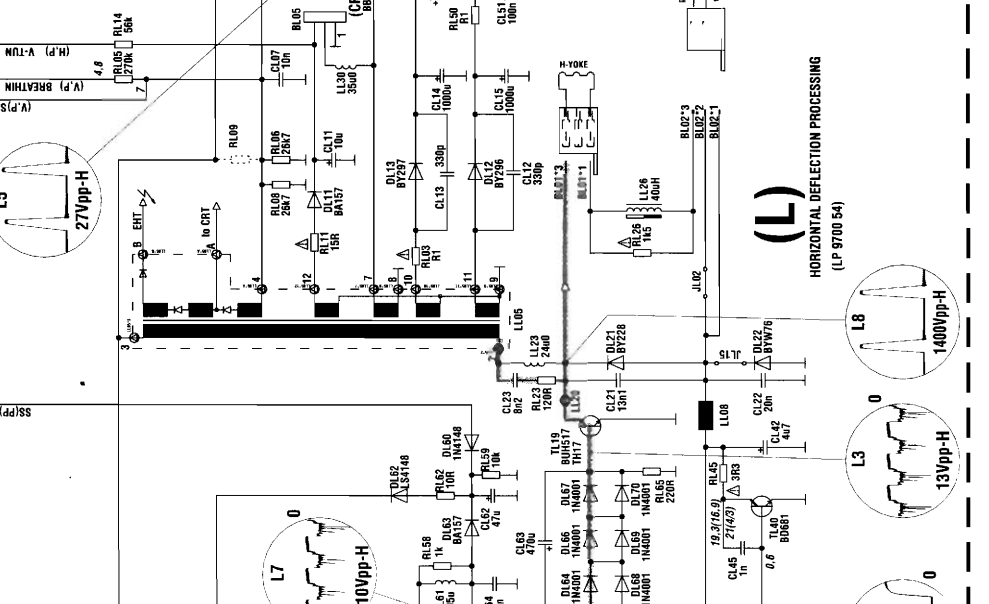 RL14
56k
V-TUN (H.P)
RL05
270k
4,8
BREATHIN (V.P)
7
(V.P)S
BL05
1
LL30
35u0
CL07
10n
RL50
R1
CL51
100n
CL14
1000u
CL15
1000u
H-YOKE
BL02*3
BL02*2
BL02*1
BL01*3
BL01*1
RL09
RL06
26k7
RL08
26k7
CL11
10u
DL11
BA157
RL11
15R
DL13
BY297
330p
CL13
DL12
BY296
CL12
330p
RL03
R1
LL26
40uH
RL26
1k5
(L)
HORIZONTAL DEFLECTION PROCESSING
(LP 9700 54)
27Vpp-H
EHT
to CRT
B
A
4
12
7
8
10
11
9
3
LL05
JL02
JL15
LL23
24u0
DL21
BY228
DL22
BYW76
CL23
8n2
RL23
120R
CL21
13n1
CL22
20n
LL20
LL08
L8
1400Vpp-H
TL19
BUH517
TH17
CL42
4u7
RL45
3R3
L3
0
13Vpp-H
SS(PP)
DL60
1N4148
RL59
10k
DL62
LS4148
RL62
10R
CL62
47u
DL63
BA157
RL58
1k
CL63
470u
DL67
1N4001
DL70
1N4001
RL65
220R
DL66
1N4001
DL69
1N4001
DL64
1N4001
DL68
1N4001
19,3(16,9)
21(4/3)
TL40
BD681
CL45
1n
0,6
L7
0
10Vpp-H
0